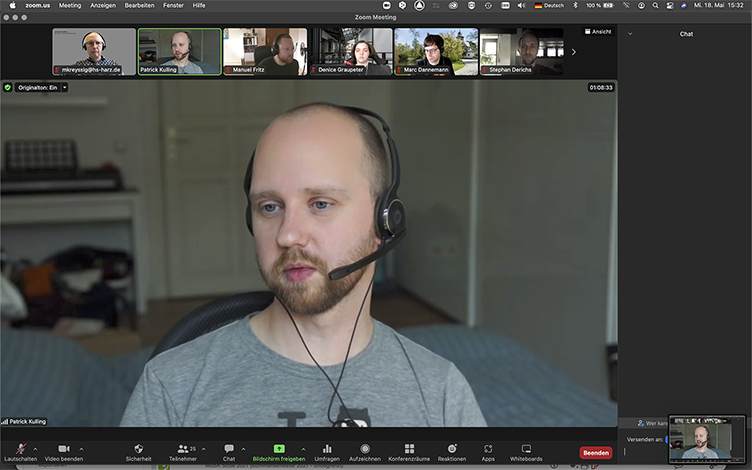 zoom.us Meeting Anzeigen Bearbeiten Fenster Hilfe Deutsch 100 % Mi. 18. Mai 15:32
Zoom Meeting
Ansicht
Chat
mkreyssig@hs-harz.de Patrick Kulling Manuel Fritz Denice Graupeter Marc Dannemann Stephan Derichs
Originalton: Ein
01:08:33
Patrick Kulling
Wer kann
Versenden an:
Lautschalten Video beenden Sicherheit Teilnehmer 25 Chat Bildschirm freigeben Umfragen Aufzeichnen Konferenzräume Reaktionen Apps Whiteboards Beenden